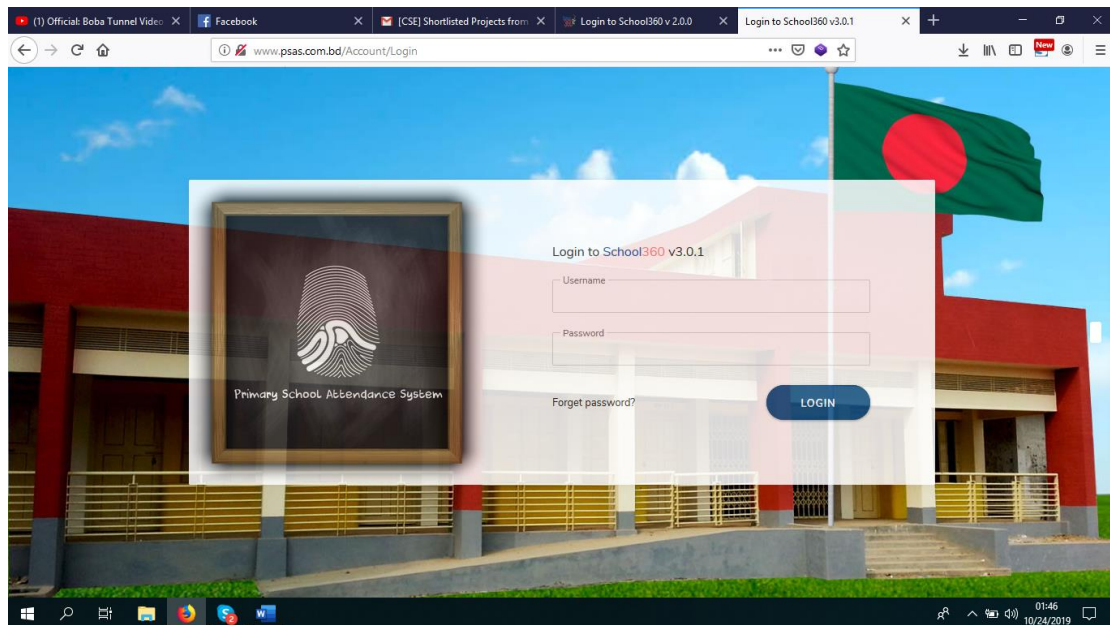 (1) Official: Boba Tunnel Video
Facebook
[CSE] Shortlisted Projects from
Login to School360 v 2.0.0
Login to School360 v3.0.1
www.psas.com.bd/Account/Login
New
Login to School360 v3.0.1
Username
Password
Primary School Attendance System
Forget password?
LOGIN
01:46
10/24/2019